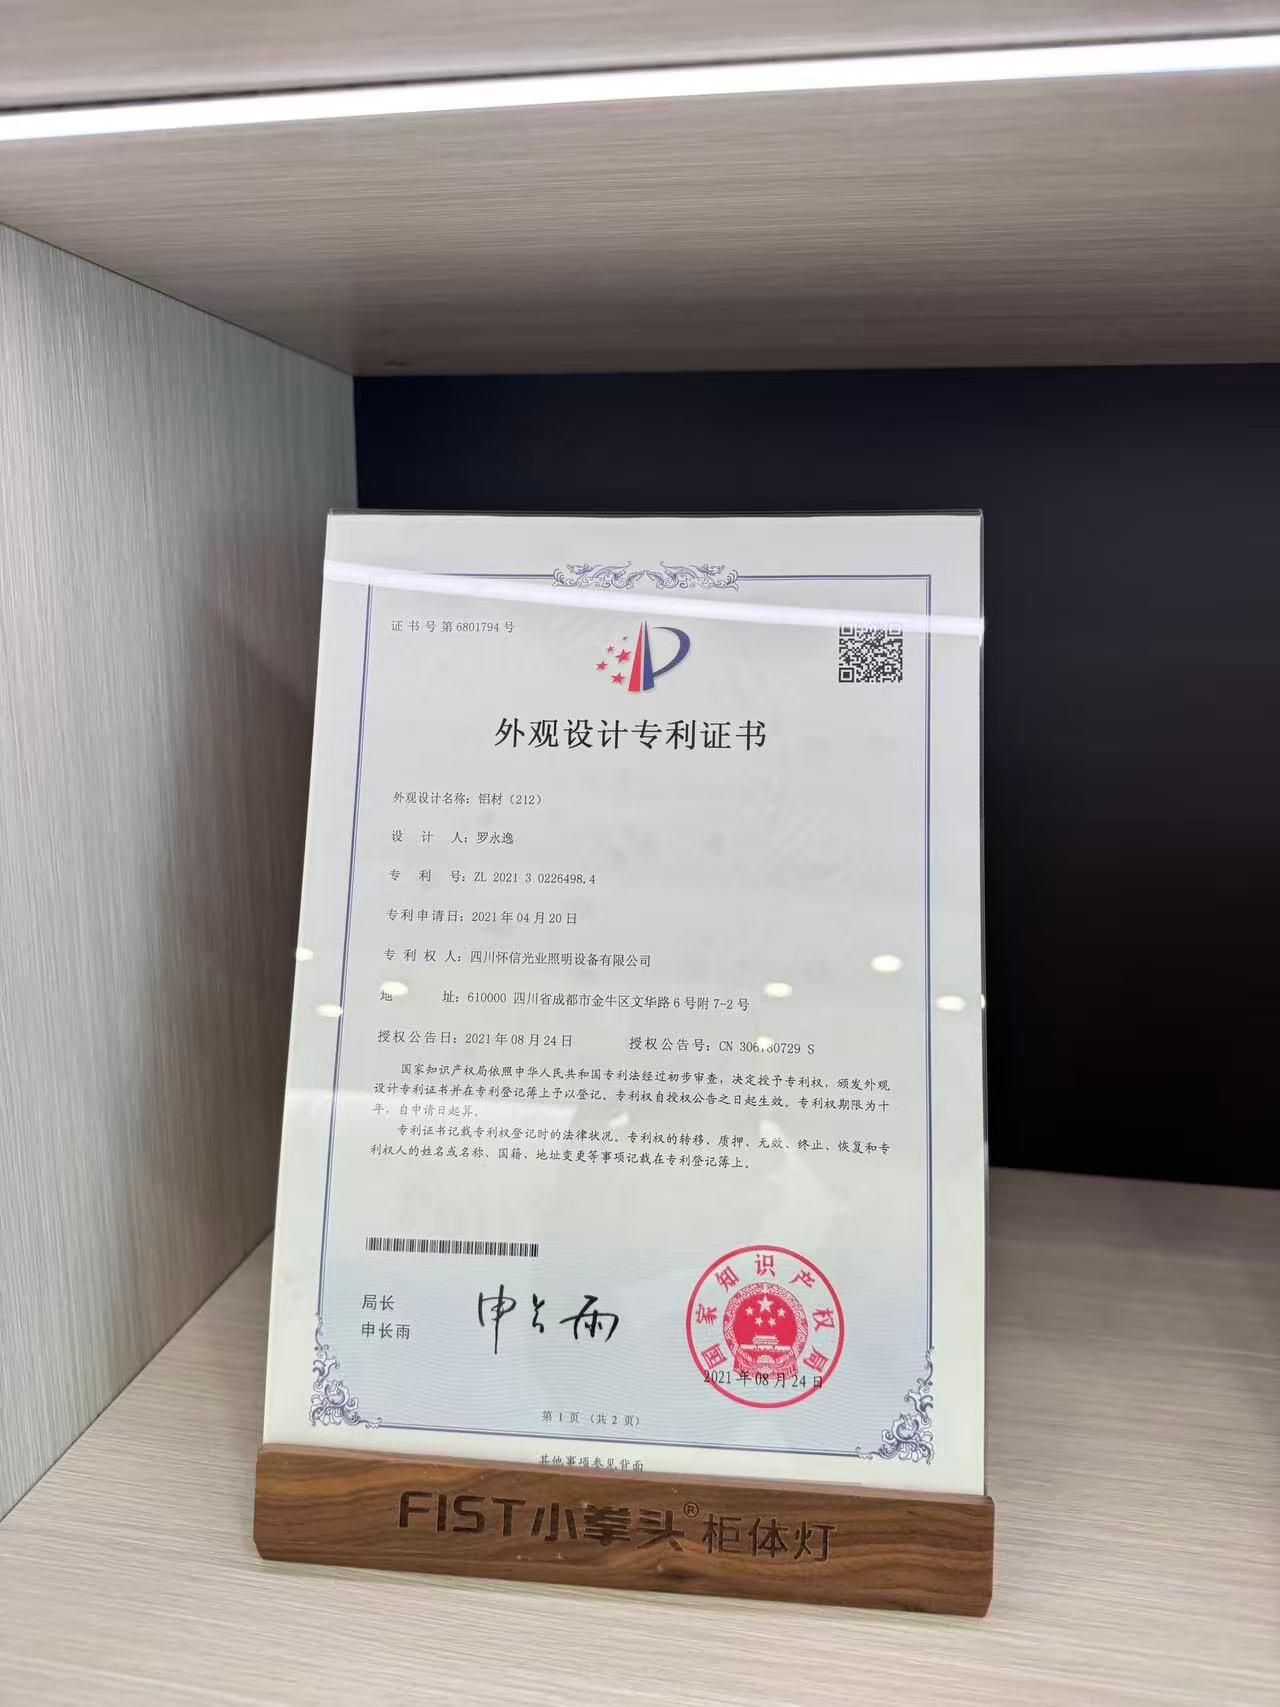 证书号第6801794号
外观设计专利证书
外观设计名称：铝材（212）
设计人：罗永逸
专利号：ZL 2021 3 0226498.4
专利申请日：2021年04月20日
专利权人：四川怀信光业照明设备有限公司
地址：610000 四川省成都市金牛区文华路6号附7-2号
授权公告日：2021年08月24日 授权公告号：CN
国家知识产权局依照中华人民共和国专利法经过初步审查，决定授予专利权，颁发外观
设计专利证书并在专利登记簿上予以登记。专利权自授权公告之日起生效。专利权期限为十
年，自申请日起算。
专利证书记载专利权登记时的法律状况。专利权的转移、质押、无效、终止、恢复和专
利权人的姓名或名称、国籍、地址变更等事项记载在专利登记簿上。
局长
申长雨
申长雨
国家知识产权局
2021年08月24日
第1页（共2页）
其他事项参见背面
FIST小拳头®柜体灯